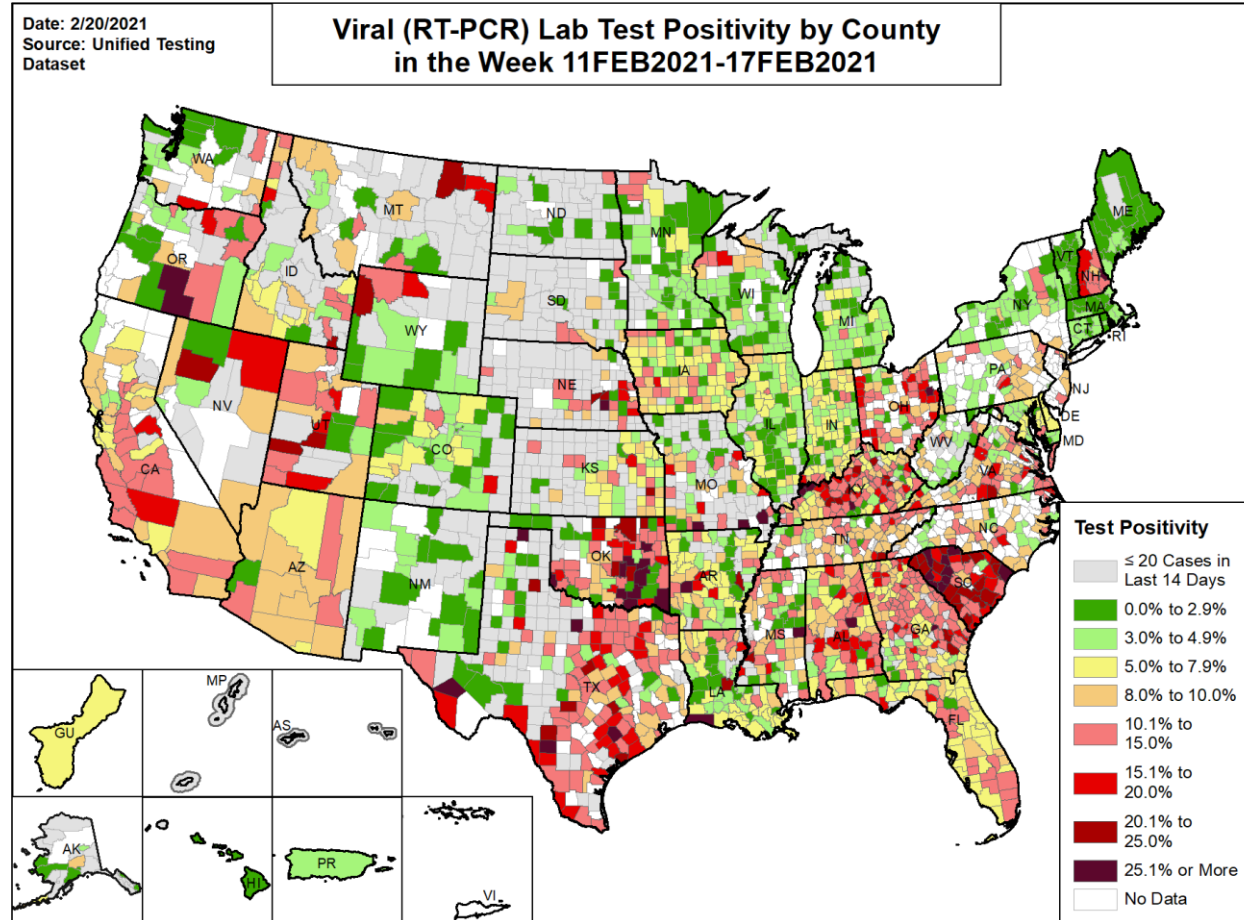 Date: 2/20/2021
Source: Unified Testing
Dataset
Viral (RT-PCR) Lab Test Positivity by County
in the Week 11FEB2021-17FEB2021
WA
MT
ND
MN
ME
OR
ID
SD
WI
MI
VT
NH
NY
MA
CT
RI
WY
NE
IA
PA
NJ
NV
UT
CO
KS
MO
IL
IN
OH
WV
DE
MD
VA
KY
CA
AZ
NM
OK
AR
TN
NC
SC
MS
AL
GA
TX
LA
FL
GU
MP
AS
AK
HI
PR
VI
Test Positivity
≤ 20 Cases in
Last 14 Days
0.0% to 2.9%
3.0% to 4.9%
5.0% to 7.9%
8.0% to 10.0%
10.1% to
15.0%
15.1% to
20.0%
20.1% to
25.0%
25.1% or More
No Data